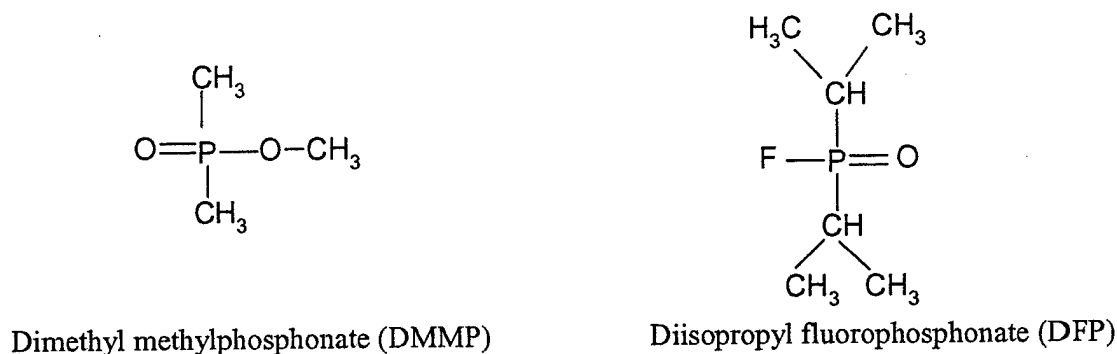 H3C CH3
CH3 CH
O=P—O—CH3 F—P=O
CH3 CH
CH3 CH3
Dimethyl methylphosphonate (DMMP) Diisopropyl fluorophosphonate (DFP)